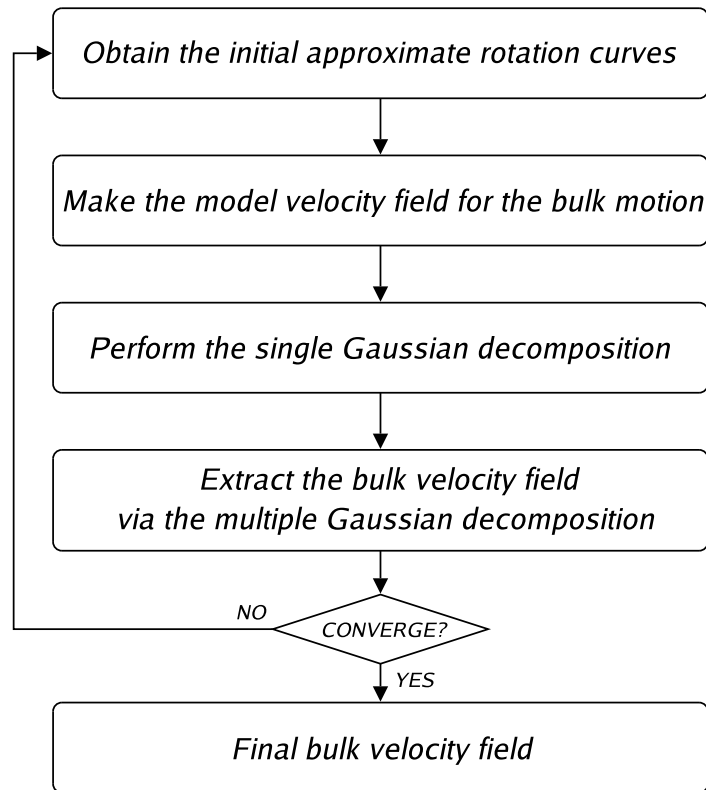 Obtain the initial approximate rotation curves
Make the model velocity field for the bulk motion
Perform the single Gaussian decomposition
Extract the bulk velocity field
via the multiple Gaussian decomposition
NO
CONVERGE?
YES
Final bulk velocity field